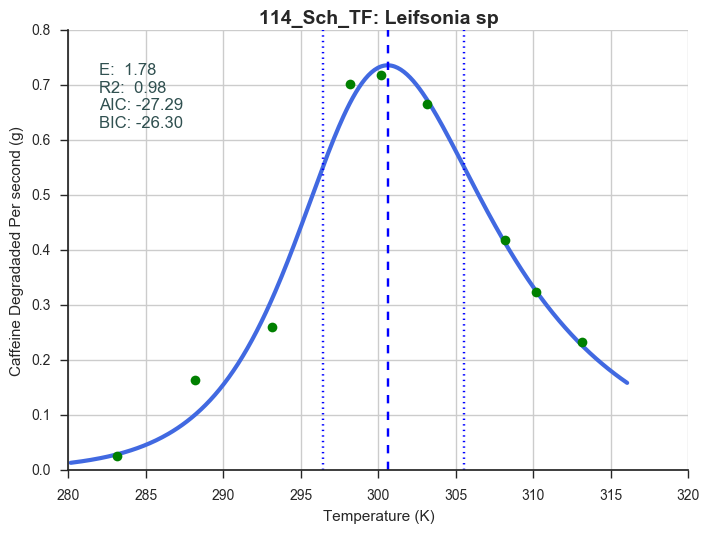 114_Sch_TF: Leifsonia sp
E:  1.78
R2:  0.98
AIC: -27.29
BIC: -26.30
Caffeine Degradaded Per second (g)
0.8
0.7
0.6
0.5
0.4
0.3
0.2
0.1
0.0
280 285 290 295 300 305 310 315 320
Temperature (K)